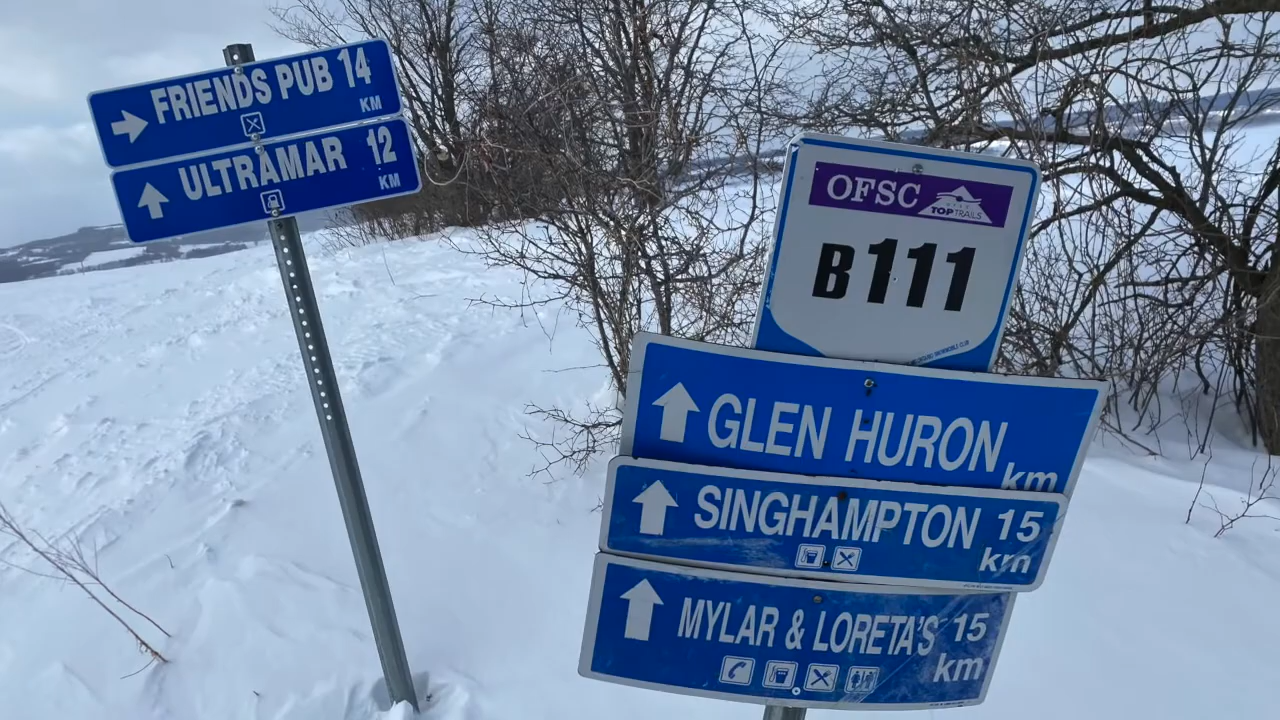 FRIENDS PUB 14
KM
ULTRAMAR 12
KM
OFSC
TOP TRAILS
B111
GLEN HURON
km
SINGHAMPTON 15
km
MYLAR & LORETA'S 15
km